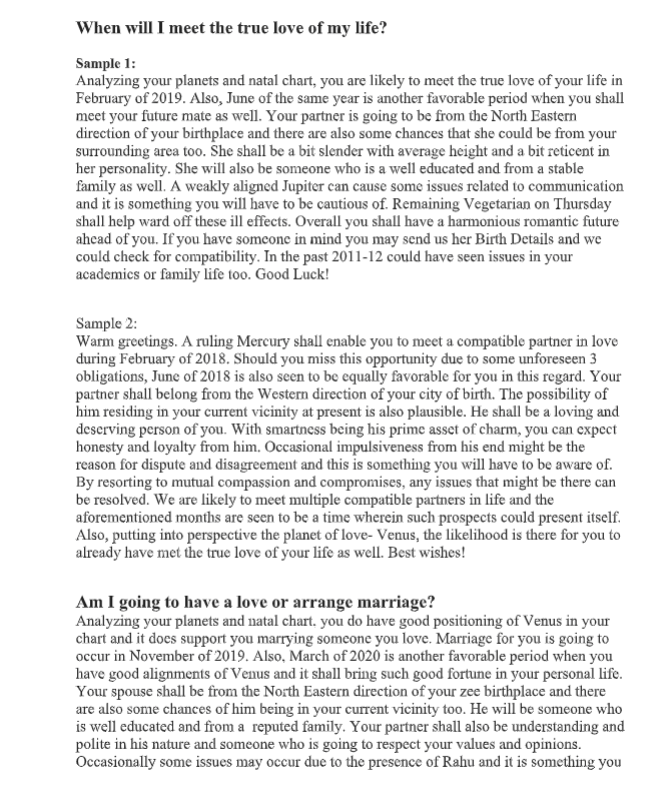 When will I meet the true love of my life?
Sample 1:
Analyzing your planets and natal chart, you are likely to meet the true love of your life in
February of 2019. Also, June of the same year is another favorable period when you shall
meet your future mate as well. Your partner is going to be from the North Eastern
direction of your birthplace and there are also some chances that she could be from your
surrounding area too. She shall be a bit slender with average height and a bit reticent in
her personality. She will also be someone who is a well educated and from a stable
family as well. A weakly aligned Jupiter can cause some issues related to communication
and it is something you will have to be cautious of. Remaining Vegetarian on Thursday
shall help ward off these ill effects. Overall you shall have a harmonious romantic future
ahead of you. If you have someone in mind you may send us her Birth Details and we
could check for compatibility. In the past 2011-12 could have seen issues in your
academics or family life too. Good Luck!
Sample 2:
Warm greetings. A ruling Mercury shall enable you to meet a compatible partner in love
during February of 2018. Should you miss this opportunity due to some unforeseen 3
obligations, June of 2018 is also seen to be equally favorable for you in this regard. Your
partner shall belong from the Western direction of your city of birth. The possibility of
him residing in your current vicinity at present is also plausible. He shall be a loving and
deserving person of you. With smartness being his prime asset of charm, you can expect
honesty and loyalty from him. Occasional impulsiveness from his end might be the
reason for dispute and disagreement and this is something you will have to be aware of.
By resorting to mutual compassion and compromises, any issues that might be there can
be resolved. We are likely to meet multiple compatible partners in life and the
aforementioned months are seen to be a time wherein such prospects could present itself.
Also, putting into perspective the planet of love- Venus, the likelihood is there for you to
already have met the true love of your life as well. Best wishes!
Am I going to have a love or arrange marriage?
Analyzing your planets and natal chart. you do have good positioning of Venus in your
chart and it does support you marrying someone you love. Marriage for you is going to
occur in November of 2019. Also, March of 2020 is another favorable period when you
have good alignments of Venus and it shall bring such good fortune in your personal life.
Your spouse shall be from the North Eastern direction of your zee birthplace and there
are also some chances of him being in your current vicinity too. He will be someone who
is well educated and from a reputed family. Your partner shall also be understanding and
polite in his nature and someone who is going to respect your values and opinions.
Occasionally some issues may occur due to the presence of Rahu and it is something you